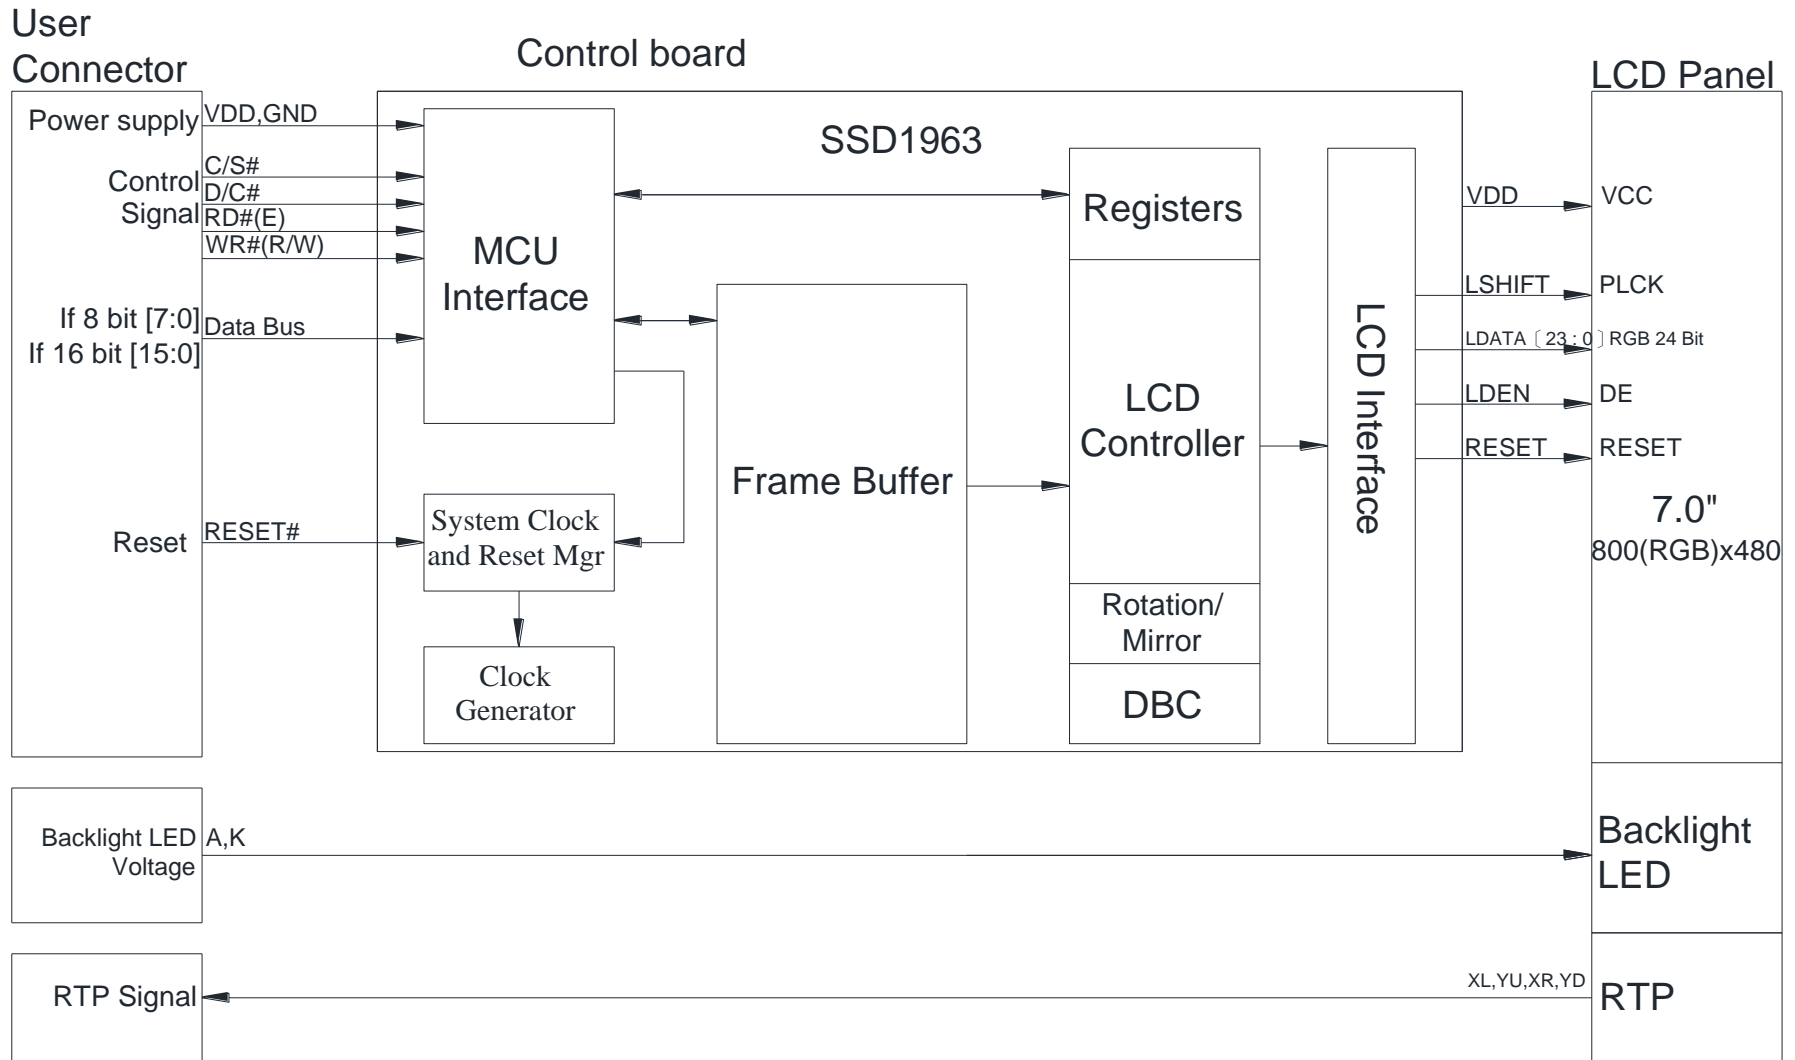 User
Connector
Control board
LCD Panel
Power supply
VDD,GND
Control
Signal
C/S#
D/C#
RD#(E)
WR#(R/W)
If 8 bit [7:0]
If 16 bit [15:0]
Data Bus
Reset
RESET#
MCU
Interface
System Clock
and Reset Mgr
Clock
Generator
SSD1963
Frame Buffer
Registers
LCD
Controller
Rotation/
Mirror
DBC
LCD Interface
VDD
VCC
LSHIFT
PLCK
LDATA〔23:0〕RGB 24 Bit
LDEN
DE
RESET
RESET
7.0"
800(RGB)x480
Backlight LED
Voltage
A,K
Backlight
LED
RTP Signal
XL,YU,XR,YD
RTP